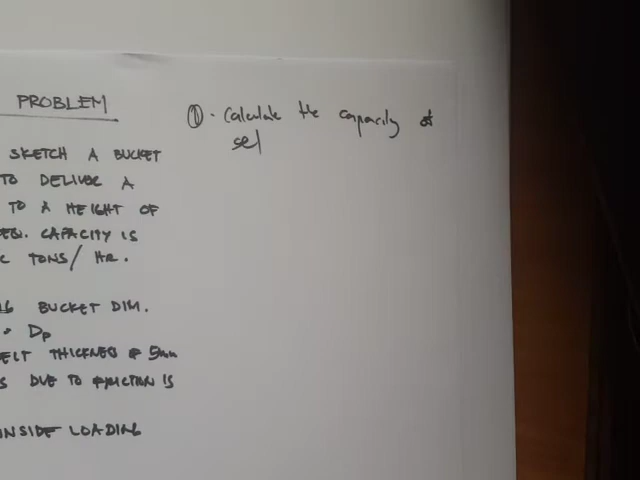 PROBLEM
SKETCH A BUCKET
TO DELIVER A
TO A HEIGHT OF
CAPACITY IS
TONS/HR.
BUCKET DIM.
Dp
BELT THICKNESS 5mm
DUE TO FRICTION IS
INSIDE LOADING
① · Calculate the capacity of
sel